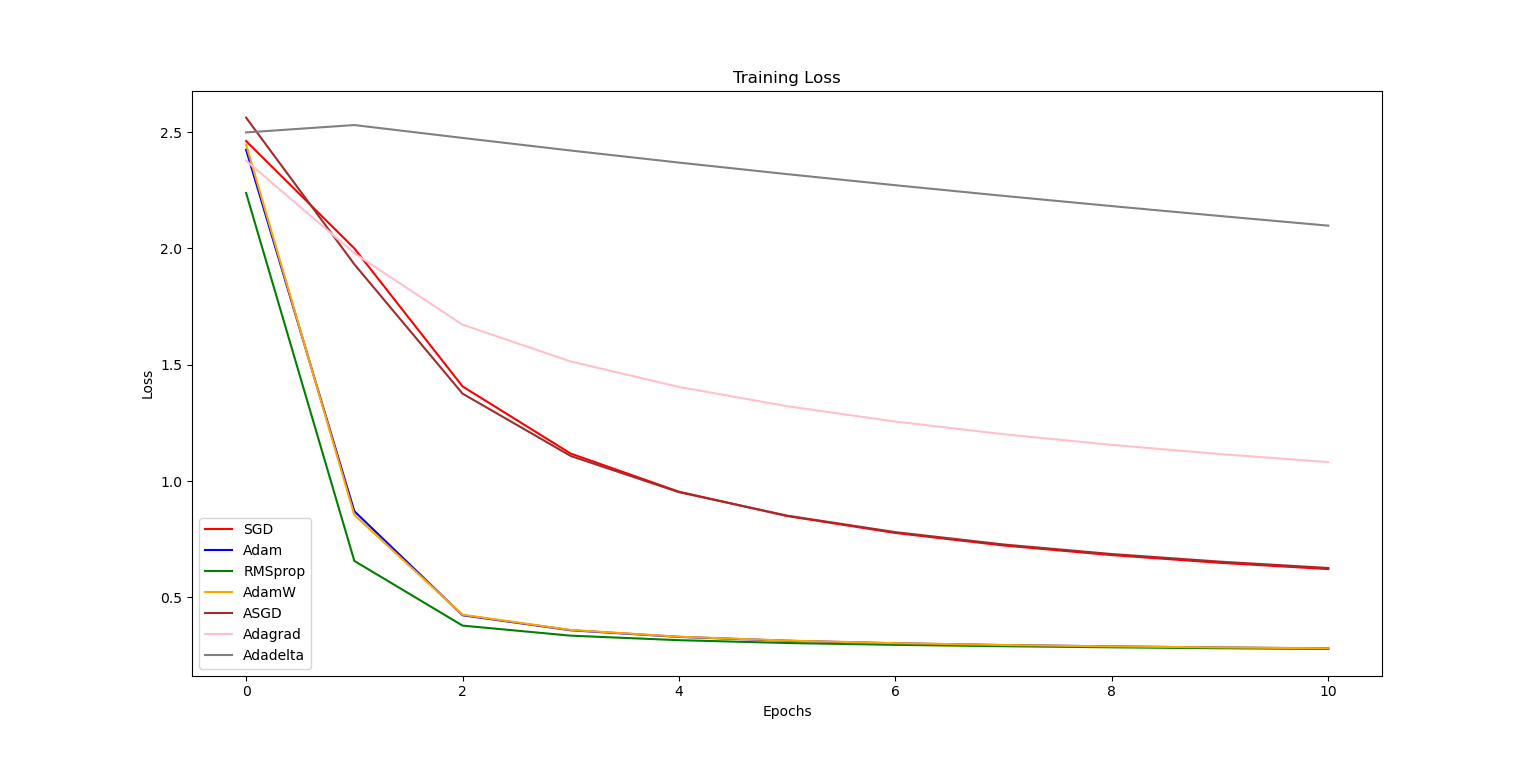 Training Loss
Loss
2.5
2.0
1.5
1.0
0.5
SGD
Adam
RMSprop
AdamW
ASGD
Adagrad
Adadelta
0 2 4 6 8 10
Epochs